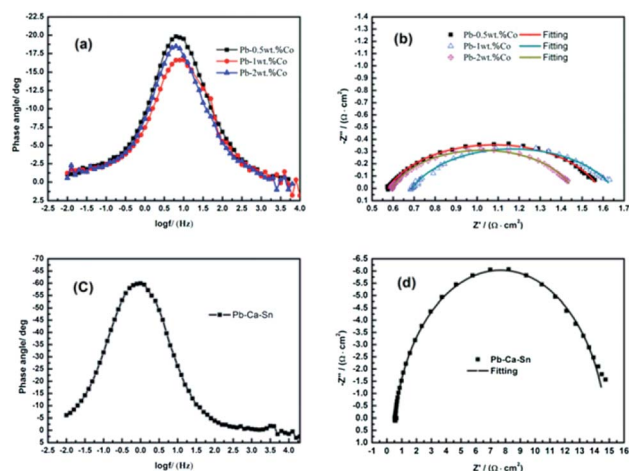 (a)
Pb-0.5wt.%Co
Pb-1wt.%Co
Pb-2wt.%Co
Phase angle/ deg
-22.5
-20.0
-17.5
-15.0
-12.5
-10.0
-7.5
-5.0
-2.5
0.0
2.5
-2.5 -2.0 -1.5 -1.0 -0.5 0.0 0.5 1.0 1.5 2.0 2.5 3.0 3.5 4.0
logf/ (Hz)
(b)
Pb-0.5wt.%Co Fitting
Pb-1wt.%Co Fitting
Pb-2wt.%Co Fitting
-Z'' / (Ω · cm²)
-1.4
-1.2
-1.0
-0.8
-0.6
-0.4
-0.2
0.0
0.2
0.5 0.6 0.7 0.8 0.9 1.0 1.1 1.2 1.3 1.4 1.5 1.6 1.7
Z' / (Ω · cm²)
(C)
Pb-Ca-Sn
Phase angle/ deg
-70
-65
-60
-55
-50
-45
-40
-35
-30
-25
-20
-15
-10
-5
0
5
-2.5 -2.0 -1.5 -1.0 -0.5 0.0 0.5 1.0 1.5 2.0 2.5 3.0 3.5 4.0
logf/ (Hz)
(d)
Pb-Ca-Sn
Fitting
-Z'' / (Ω · cm²)
-6.5
-6.0
-5.5
-5.0
-4.5
-4.0
-3.5
-3.0
-2.5
-2.0
-1.5
-1.0
-0.5
0.0
0.5
1.0
-1 0 1 2 3 4 5 6 7 8 9 10 11 12 13 14 15 16
Z' / (Ω · cm²)